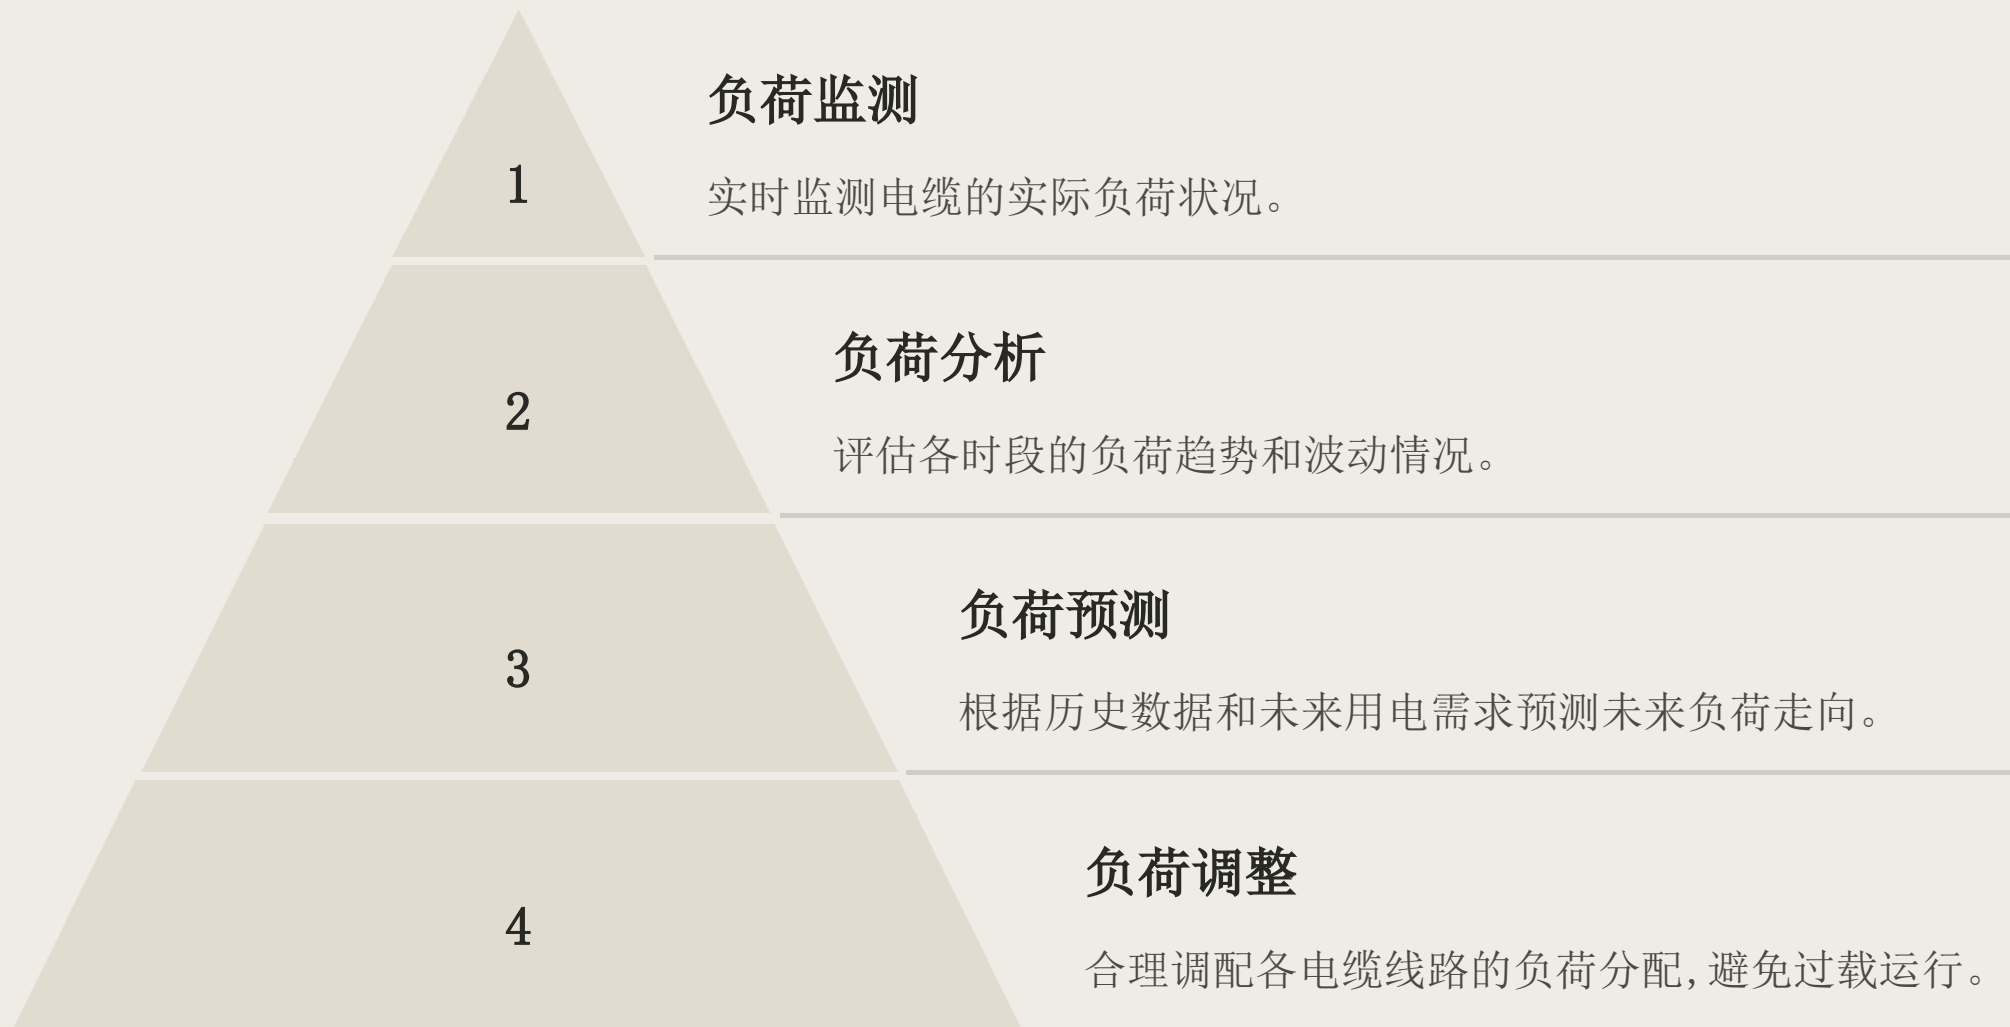 负荷监测
1
实时监测电缆的实际负荷状况。
负荷分析
2
评估各时段的负荷趋势和波动情况。
负荷预测
3
根据历史数据和未来用电需求预测未来负荷走向。
负荷调整
4
合理调配各电缆线路的负荷分配,避免过载运行。